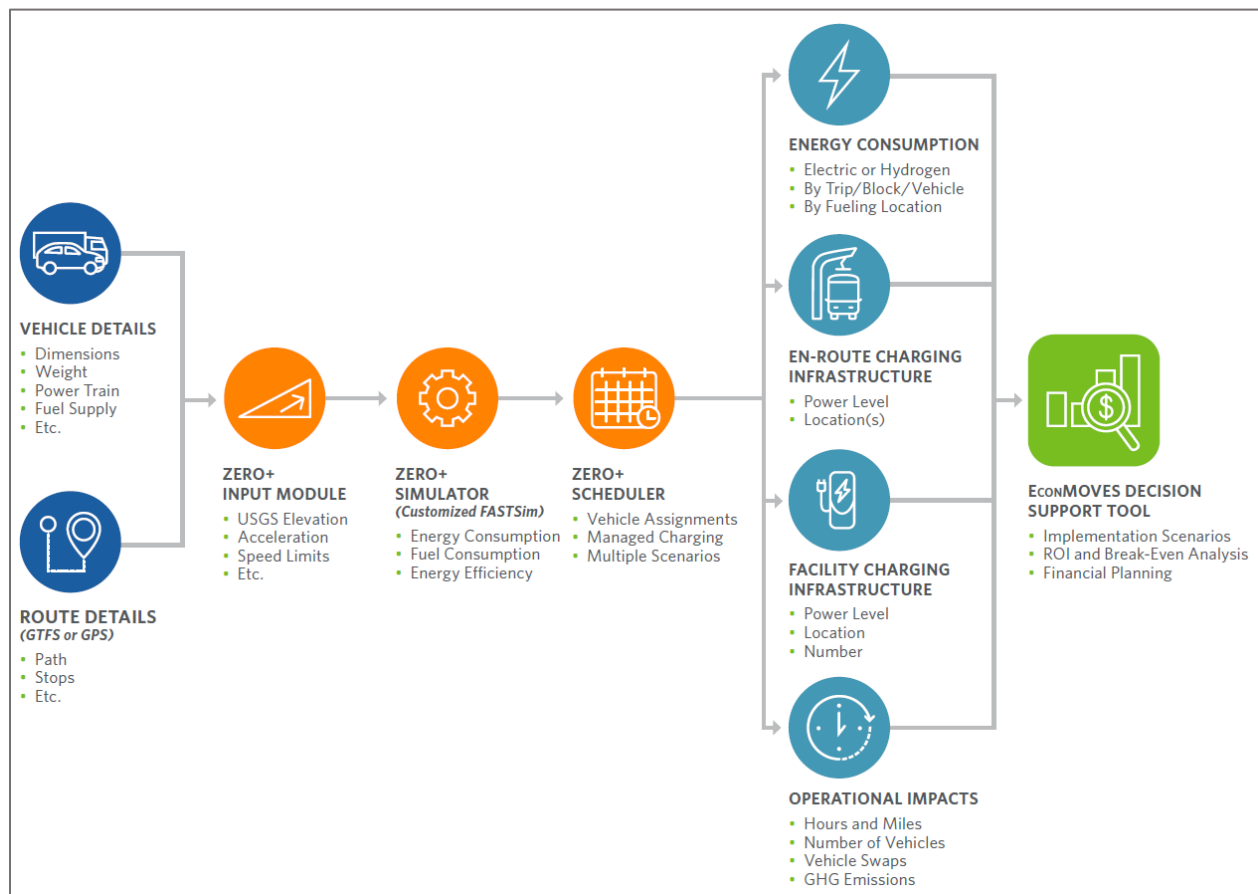 VEHICLE DETAILS
• Dimensions
• Weight
• Power Train
• Fuel Supply
• Etc.
ROUTE DETAILS
(GTFS or GPS)
• Path
• Stops
• Etc.
ZERO+
INPUT MODULE
• USGS Elevation
• Acceleration
• Speed Limits
• Etc.
ZERO+
SIMULATOR
(Customized FASTSim)
• Energy Consumption
• Fuel Consumption
• Energy Efficiency
ZERO+
SCHEDULER
• Vehicle Assignments
• Managed Charging
• Multiple Scenarios
ENERGY CONSUMPTION
• Electric or Hydrogen
• By Trip/Block/Vehicle
• By Fueling Location
EN-ROUTE CHARGING
INFRASTRUCTURE
• Power Level
• Location(s)
FACILITY CHARGING
INFRASTRUCTURE
• Power Level
• Location
• Number
OPERATIONAL IMPACTS
• Hours and Miles
• Number of Vehicles
• Vehicle Swaps
• GHG Emissions
$
ECONMOVES DECISION
SUPPORT TOOL
• Implementation Scenarios
• ROI and Break-Even Analysis
• Financial Planning